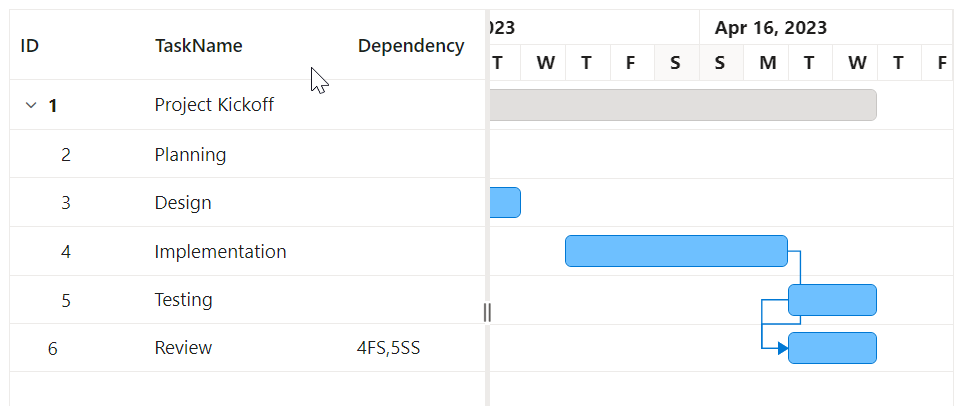 ID TaskName Dependency
Apr 16, 2023
T W T F S S M T W T F
1 Project Kickoff
2 Planning
3 Design
4 Implementation
5 Testing
6 Review 4FS,5SS